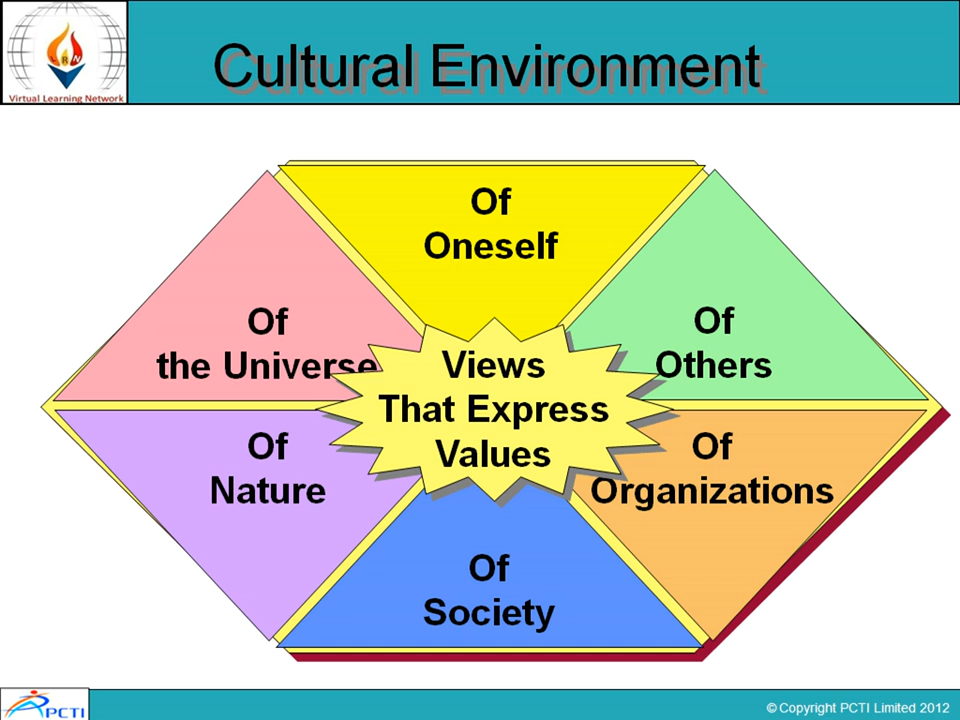 Cultural Environment
Virtual Learning Network
Of
Oneself
Of
the Universe
Of
Others
Views
That Express
Values
Of
Nature
Of
Organizations
Of
Society
PCTI
© Copyright PCTI Limited 2012